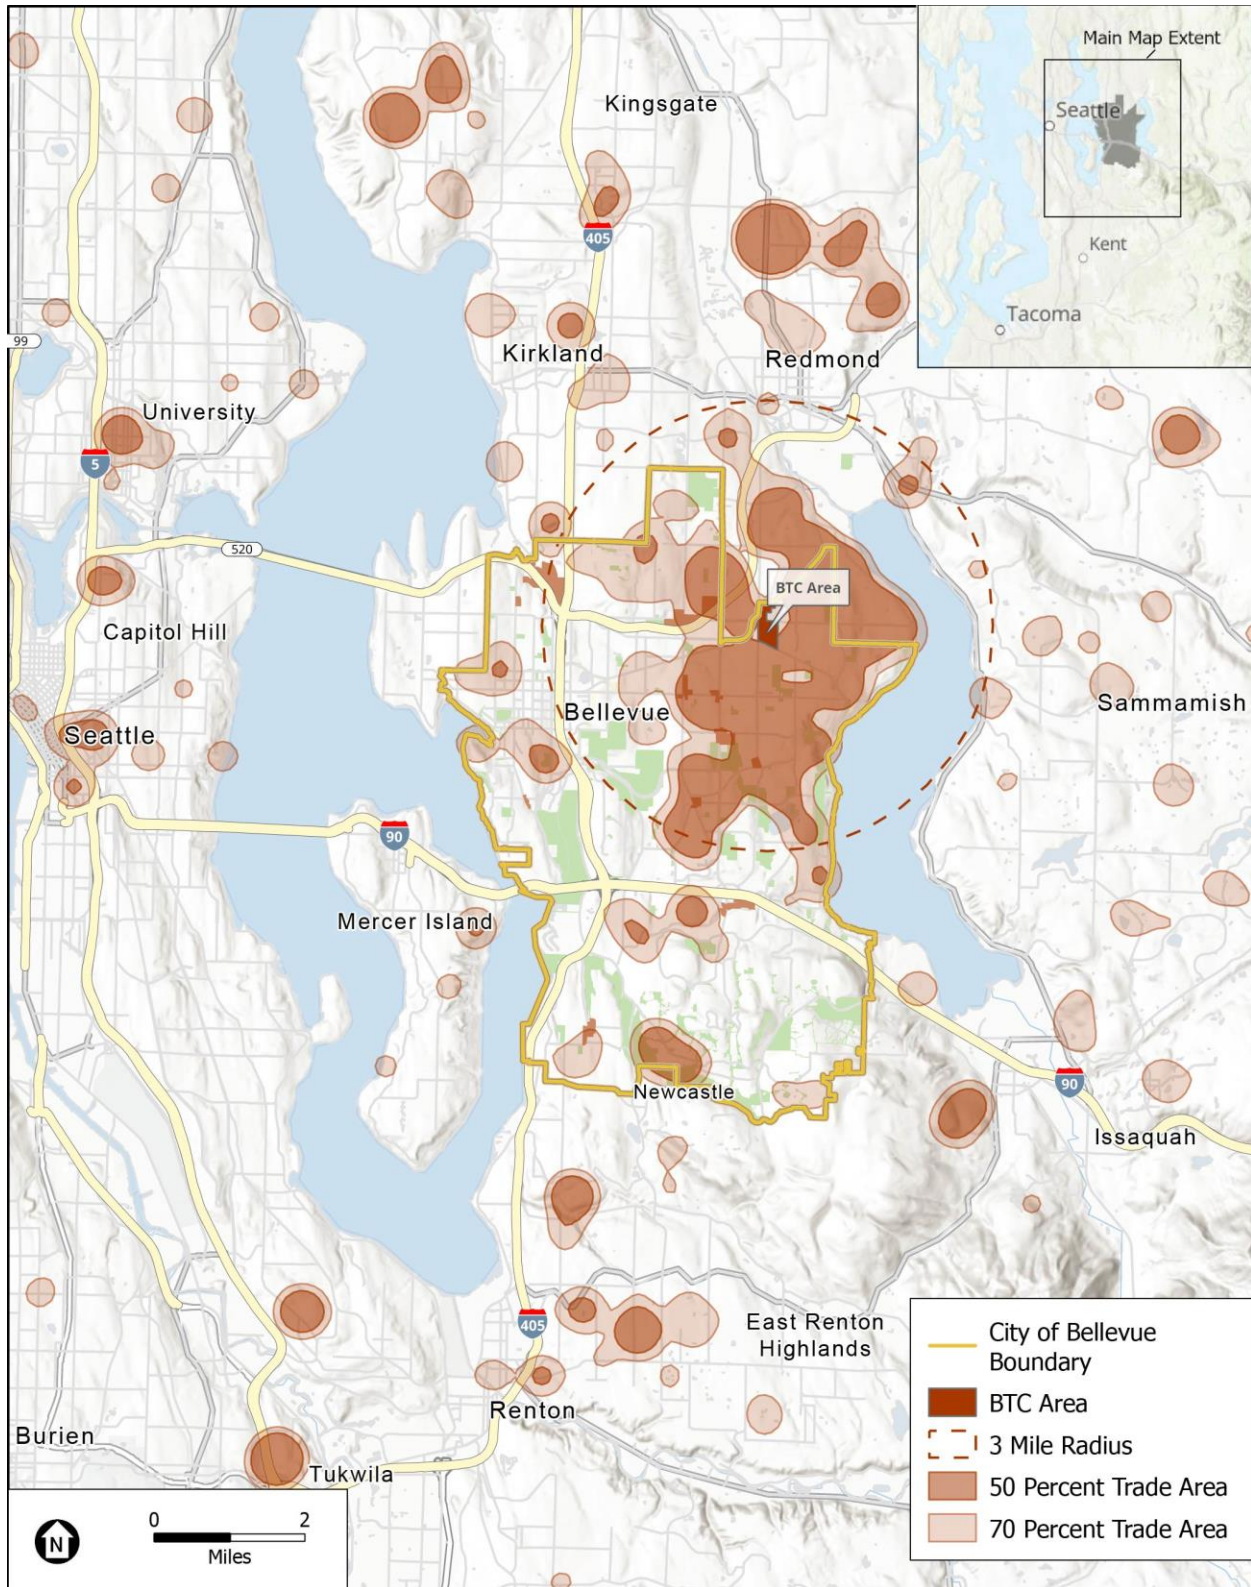 Main Map Extent
Seattle
Kent
Tacoma
Kingsgate
405
99
Kirkland
Redmond
University
5
520
BTC Area
Capitol Hill
Seattle
Bellevue
Sammamish
90
Mercer Island
Newcastle
90
Issaquah
405
East Renton
Highlands
Renton
Burien
Tukwila
City of Bellevue
Boundary
BTC Area
3 Mile Radius
50 Percent Trade Area
70 Percent Trade Area
N
0 2
Miles